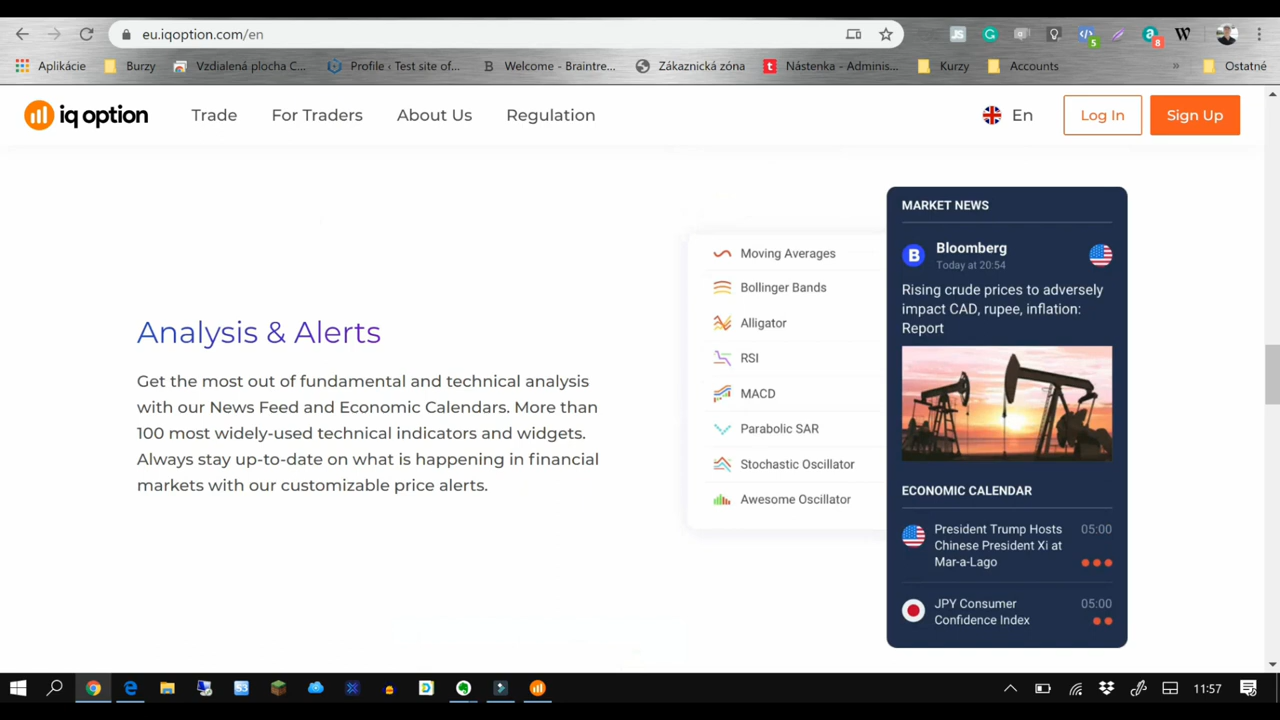 eu.iqoption.com/en
JS
5
8
W
Aplikácie
Burzy
Vzdialená plocha C...
Profile ‹ Test site of...
B Welcome - Braintre...
Zákaznická zóna
t Nástenka - Adminis...
Kurzy
Accounts
»
Ostatné
iq option
Trade
For Traders
About Us
Regulation
En
Log In
Sign Up
Analysis & Alerts
Get the most out of fundamental and technical analysis
with our News Feed and Economic Calendars. More than
100 most widely-used technical indicators and widgets.
Always stay up-to-date on what is happening in financial
markets with our customizable price alerts.
Moving Averages
Bollinger Bands
Alligator
RSI
MACD
Parabolic SAR
Stochastic Oscillator
Awesome Oscillator
MARKET NEWS
B Bloomberg
Today at 20:54
Rising crude prices to adversely
impact CAD, rupee, inflation:
Report
ECONOMIC CALENDAR
President Trump Hosts 05:00
Chinese President Xi at
Mar-a-Lago
JPY Consumer 05:00
Confidence Index
11:57